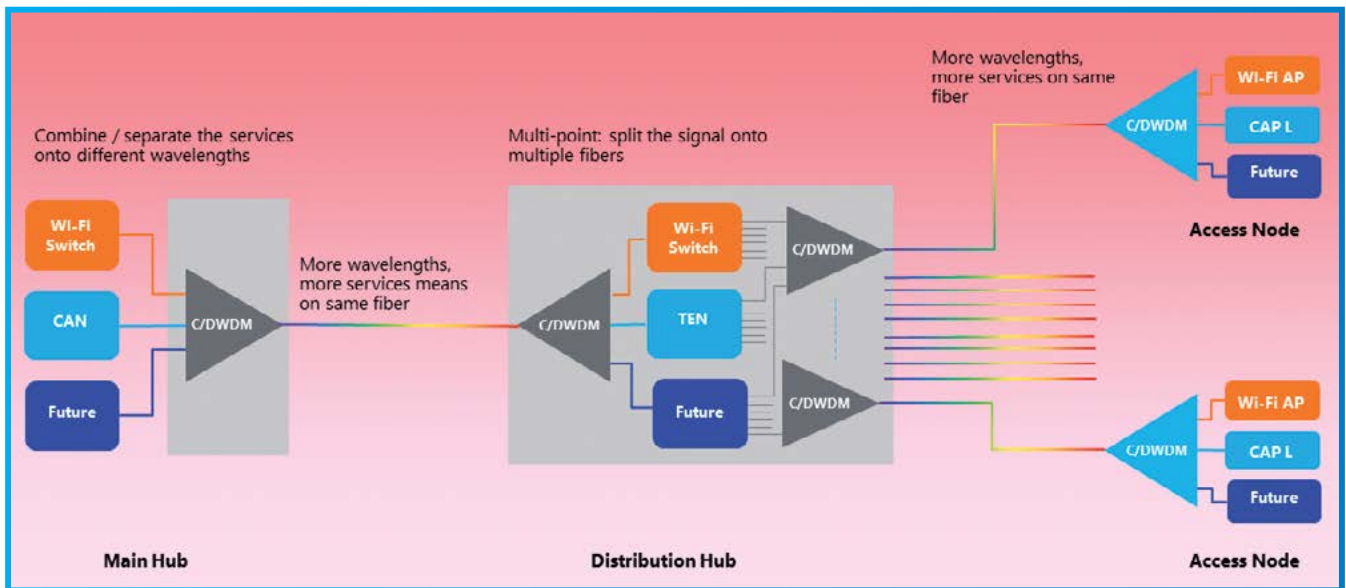 Combine / separate the services
onto different wavelengths
WI-FI
Switch
CAN
Future
C/DWDM
More wavelengths,
more services means
on same fiber
Main Hub
Multi-point: split the signal onto
multiple fibers
C/DWDM
Wi-Fi
Switch
TEN
Future
C/DWDM
C/DWDM
Distribution Hub
More wavelengths,
more services on same
fiber
C/DWDM
WI-FI AP
CAP L
Future
Access Node
C/DWDM
Wi-Fi AP
CAP L
Future
Access Node